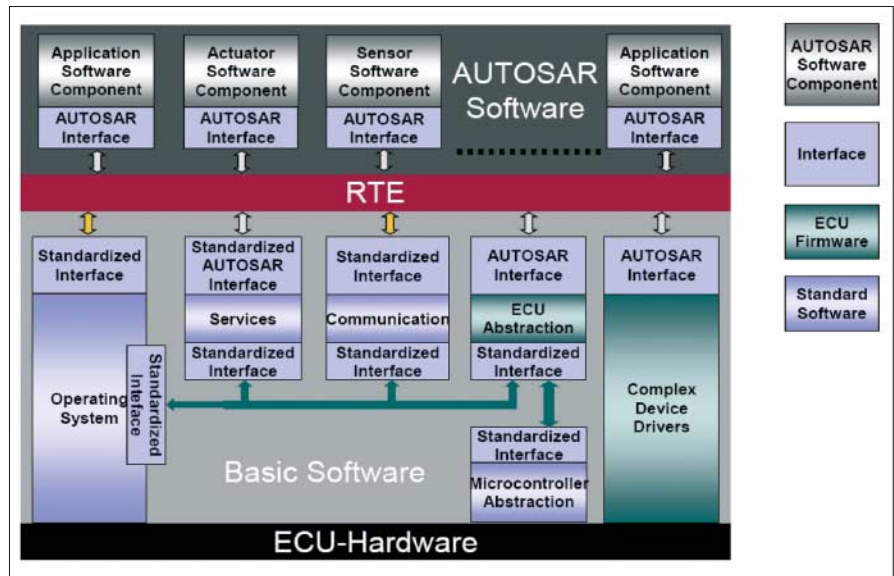 Application
Software
Component
AUTOSAR
Interface
Actuator
Software
Component
AUTOSAR
Interface
Sensor
Software
Component
AUTOSAR
Interface
AUTOSAR
Software
Application
Software
Component
AUTOSAR
Interface
RTE
Standardized
Interface
Operating
System
Standardized
Inteface
Standardized
AUTOSAR
Interface
Services
Standardized
Interface
Standardized
Interface
Communication
Standardized
Interface
AUTOSAR
Interface
ECU
Abstraction
Standardized
Interface
Standardized
Interface
Microcontroller
Abstraction
AUTOSAR
Interface
Complex
Device
Drivers
Basic Software
ECU-Hardware
AUTOSAR
Software
Component
Interface
ECU
Firmware
Standard
Software